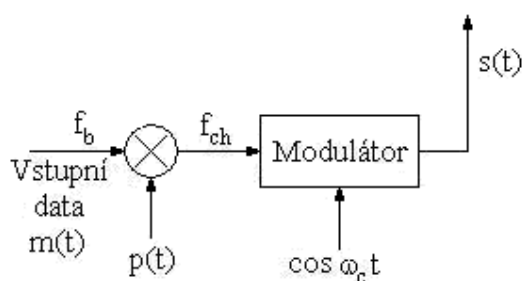 s(t)
f_b
f_ch
Modulátor
Vstupní
data
m(t)
p(t)
cos ω_c t